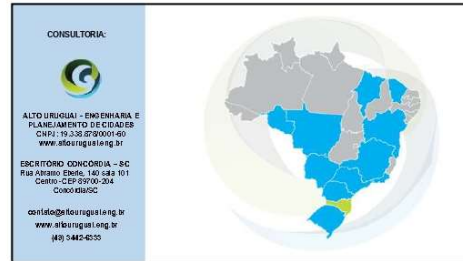 CONSULTORIA:
ALTO URUGUAI – ENGENHARIA E
PLANEJAMENTO DE CIDADES
CNPJ: 19.338.878/0001-60
www.altouruguai.eng.br
ESCRITÓRIO CONCÓRDIA – SC
Rua Abramo Eberle, 140 sala 101
Centro - CEP 89700-204
Concórdia/SC
contato@altouruguai.eng.br
www.altouruguai.eng.br
(49) 3442-6333